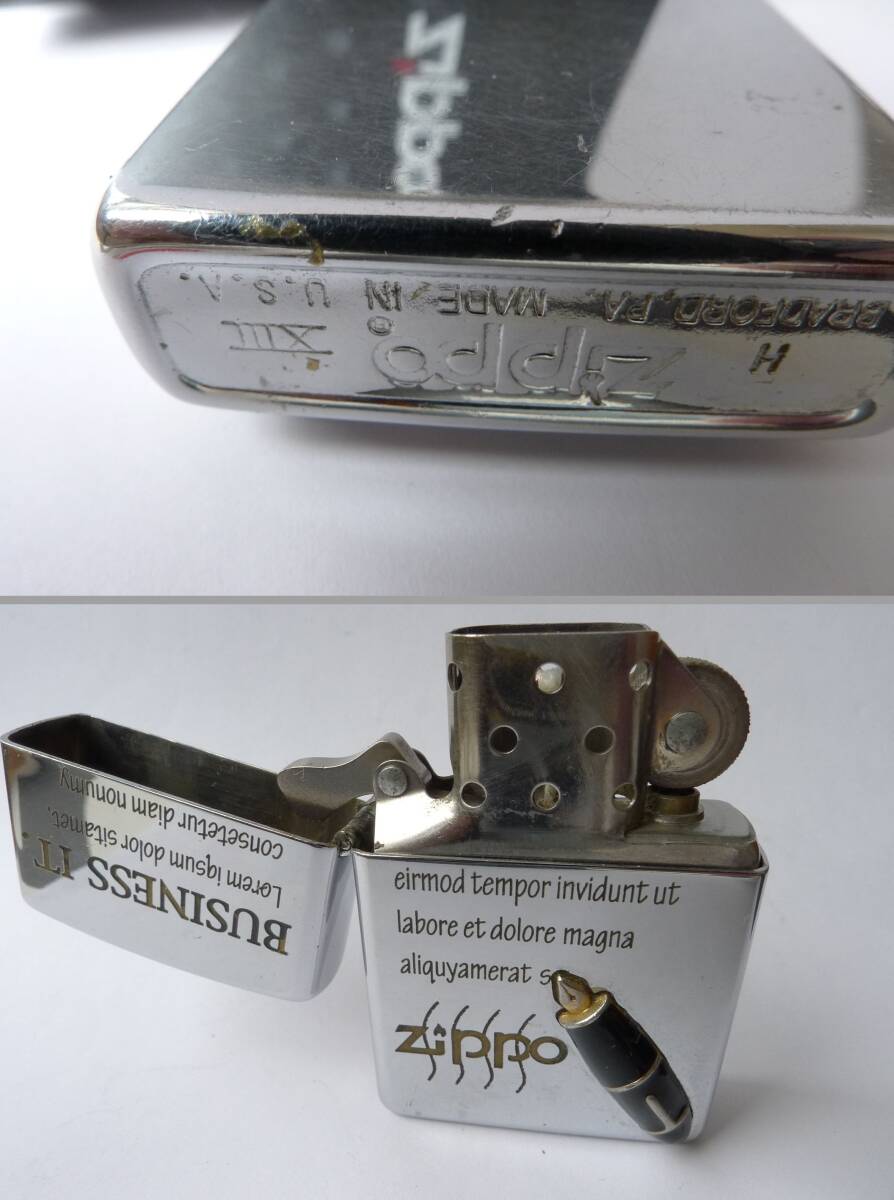 Zippo
H Zippo® XIII
BRADFORD, PA. MADE IN U.S.A.
BUSINESS IT
Lorem iqsum dolor sitamet,
consetetur diam nonumy
eirmod tempor invidunt ut
labore et dolore magna
aliquyamerat s
Zippo